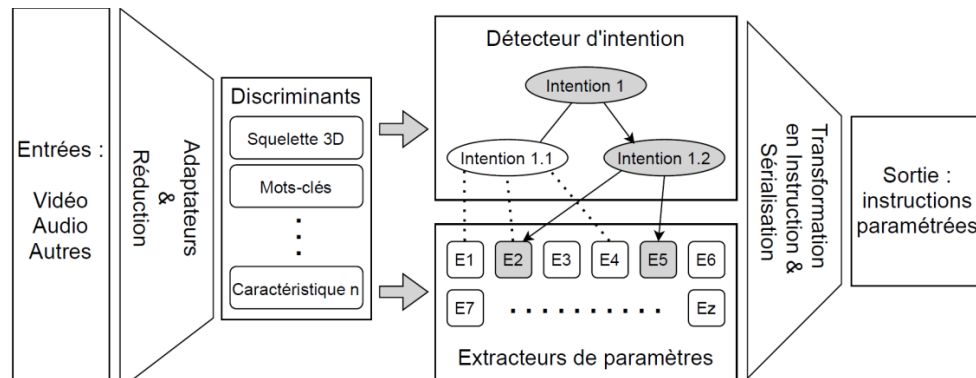 Entrées :
Vidéo
Audio
Autres
Adaptateurs
&
Réduction
Discriminants
Squelette 3D
Mots-clés
Caractéristique n
Détecteur d'intention
Intention 1
Intention 1.1
Intention 1.2
E1
E2
E3
E4
E5
E6
E7
Ez
Extracteurs de paramètres
Transformation
en Instruction &
Sérialisation
Sortie :
instructions
paramétrées